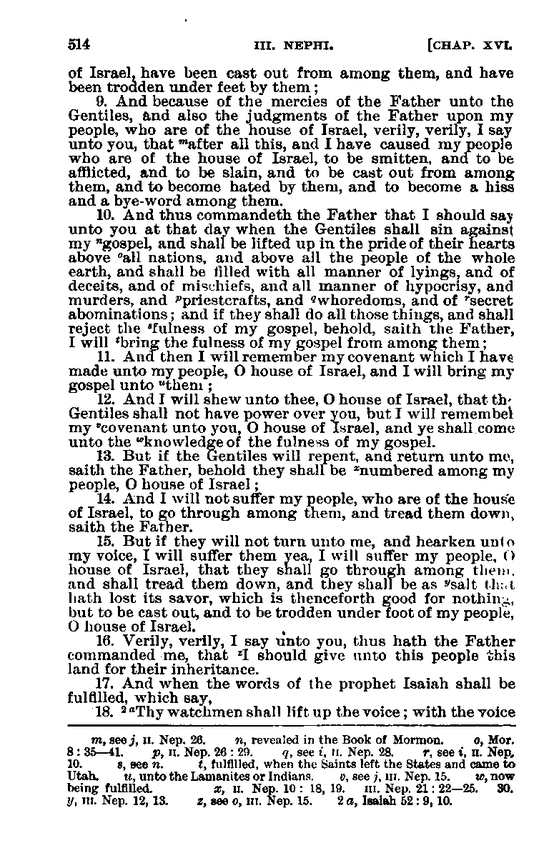 514 III. NEPHI. [CHAP. XVI.
of Israel, have been cast out from among them, and have
been trodden under feet by them;
9. And because of the mercies of the Father unto the
Gentiles, and also the judgments of the Father upon my
people, who are of the house of Israel, verily, verily, I say
unto you, that ᵐafter all this, and I have caused my people
who are of the house of Israel, to be smitten, and to be
afflicted, and to be slain, and to be cast out from among
them, and to become hated by them, and to become a hiss
and a bye-word among them.
10. And thus commandeth the Father that I should say
unto you at that day when the Gentiles shall sin against
my ⁿgospel, and shall be lifted up in the pride of their hearts
above ᵒall nations, and above all the people of the whole
earth, and shall be filled with all manner of lyings, and of
deceits, and of mischiefs, and all manner of hypocrisy, and
murders, and ᵖpriestcrafts, and ᵠwhoredoms, and of ʳsecret
abominations; and if they shall do all those things, and shall
reject the ˢfulness of my gospel, behold, saith the Father,
I will ᵗbring the fulness of my gospel from among them;
11. And then I will remember my covenant which I have
made unto my people, O house of Israel, and I will bring my
gospel unto ᵘthem;
12. And I will shew unto thee, O house of Israel, that th
Gentiles shall not have power over you, but I will remember
my ᵛcovenant unto you, O house of Israel, and ye shall come
unto the ʷknowledge of the fulness of my gospel.
13. But if the Gentiles will repent, and return unto me,
saith the Father, behold they shall be ˣnumbered among my
people, O house of Israel;
14. And I will not suffer my people, who are of the house
of Israel, to go through among them, and tread them down,
saith the Father.
15. But if they will not turn unto me, and hearken unto
my voice, I will suffer them yea, I will suffer my people, O
house of Israel, that they shall go through among them,
and shall tread them down, and they shall be as ʸsalt that
hath lost its savor, which is thenceforth good for nothing,
but to be cast out, and to be trodden under foot of my people,
O house of Israel.
16. Verily, verily, I say unto you, thus hath the Father
commanded me, that ᶻI should give unto this people this
land for their inheritance.
17. And when the words of the prophet Isaiah shall be
fulfilled, which say,
18. ²ᵃThy watchmen shall lift up the voice; with the voice
m, see j, II. Nep. 26. n, revealed in the Book of Mormon. o, Mor.
8: 35—41. p, II. Nep. 26: 29. q, see i, II. Nep. 28. r, see i, II. Nep.
10. s, see n. t, fulfilled, when the Saints left the States and came to
Utah. u, unto the Lamanites or Indians. v, see j, III. Nep. 15. w, now
being fulfilled. x, II. Nep. 10: 18, 19. III. Nep. 21: 22—25. 30.
y, III. Nep. 12, 13. z, see o, III. Nep. 15. 2 a, Isaiah 52: 9, 10.